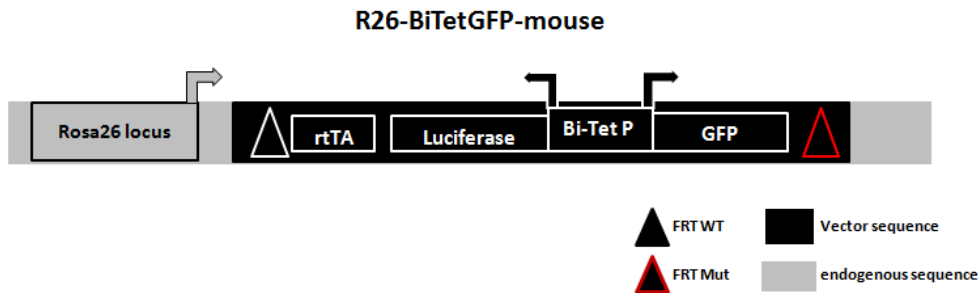 R26-BiTetGFP-mouse
Rosa26 locus
rtTA
Luciferase
Bi-Tet P
GFP
FRT WT
Vector sequence
FRT Mut
endogenous sequence